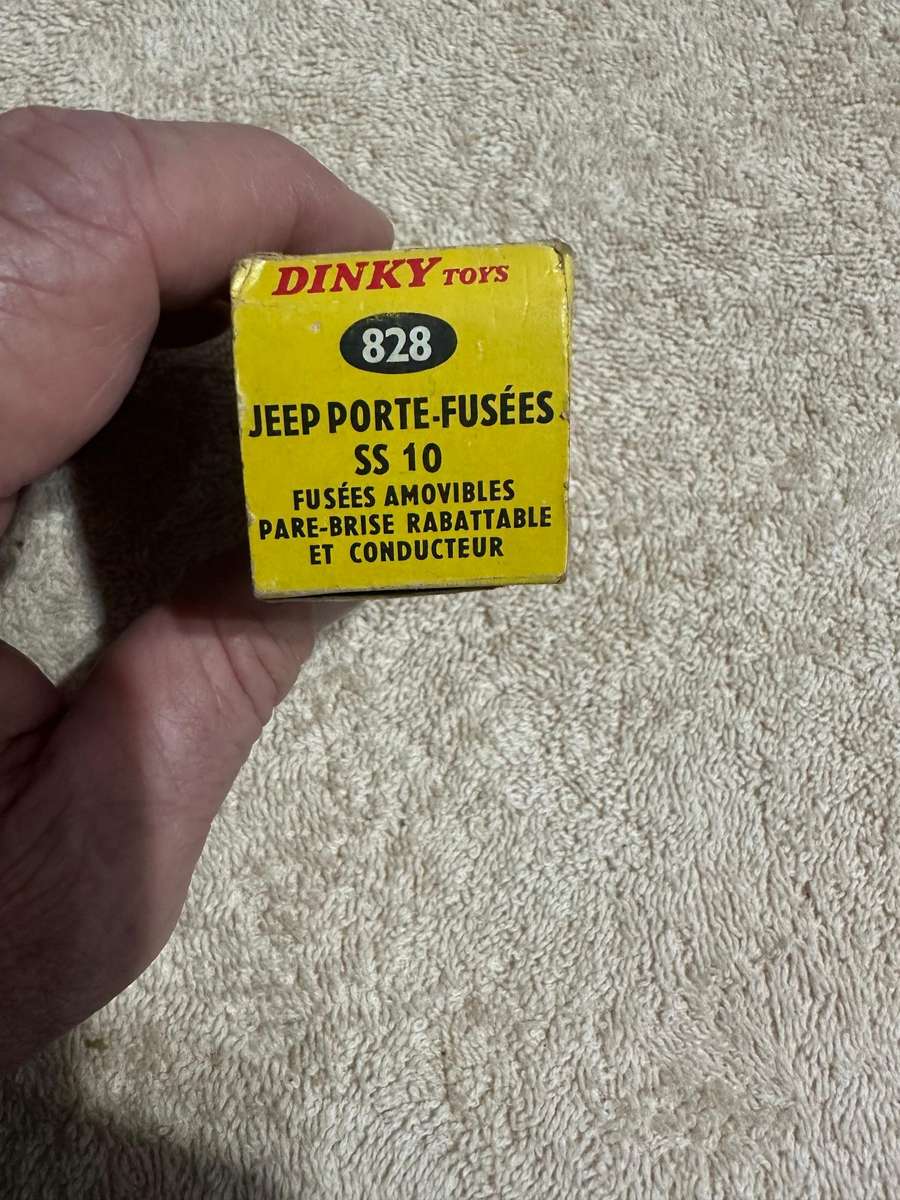 DINKY TOYS
828
JEEP PORTE-FUSÉES
SS 10
FUSÉES AMOVIBLES
PARE-BRISE RABATTABLE
ET CONDUCTEUR